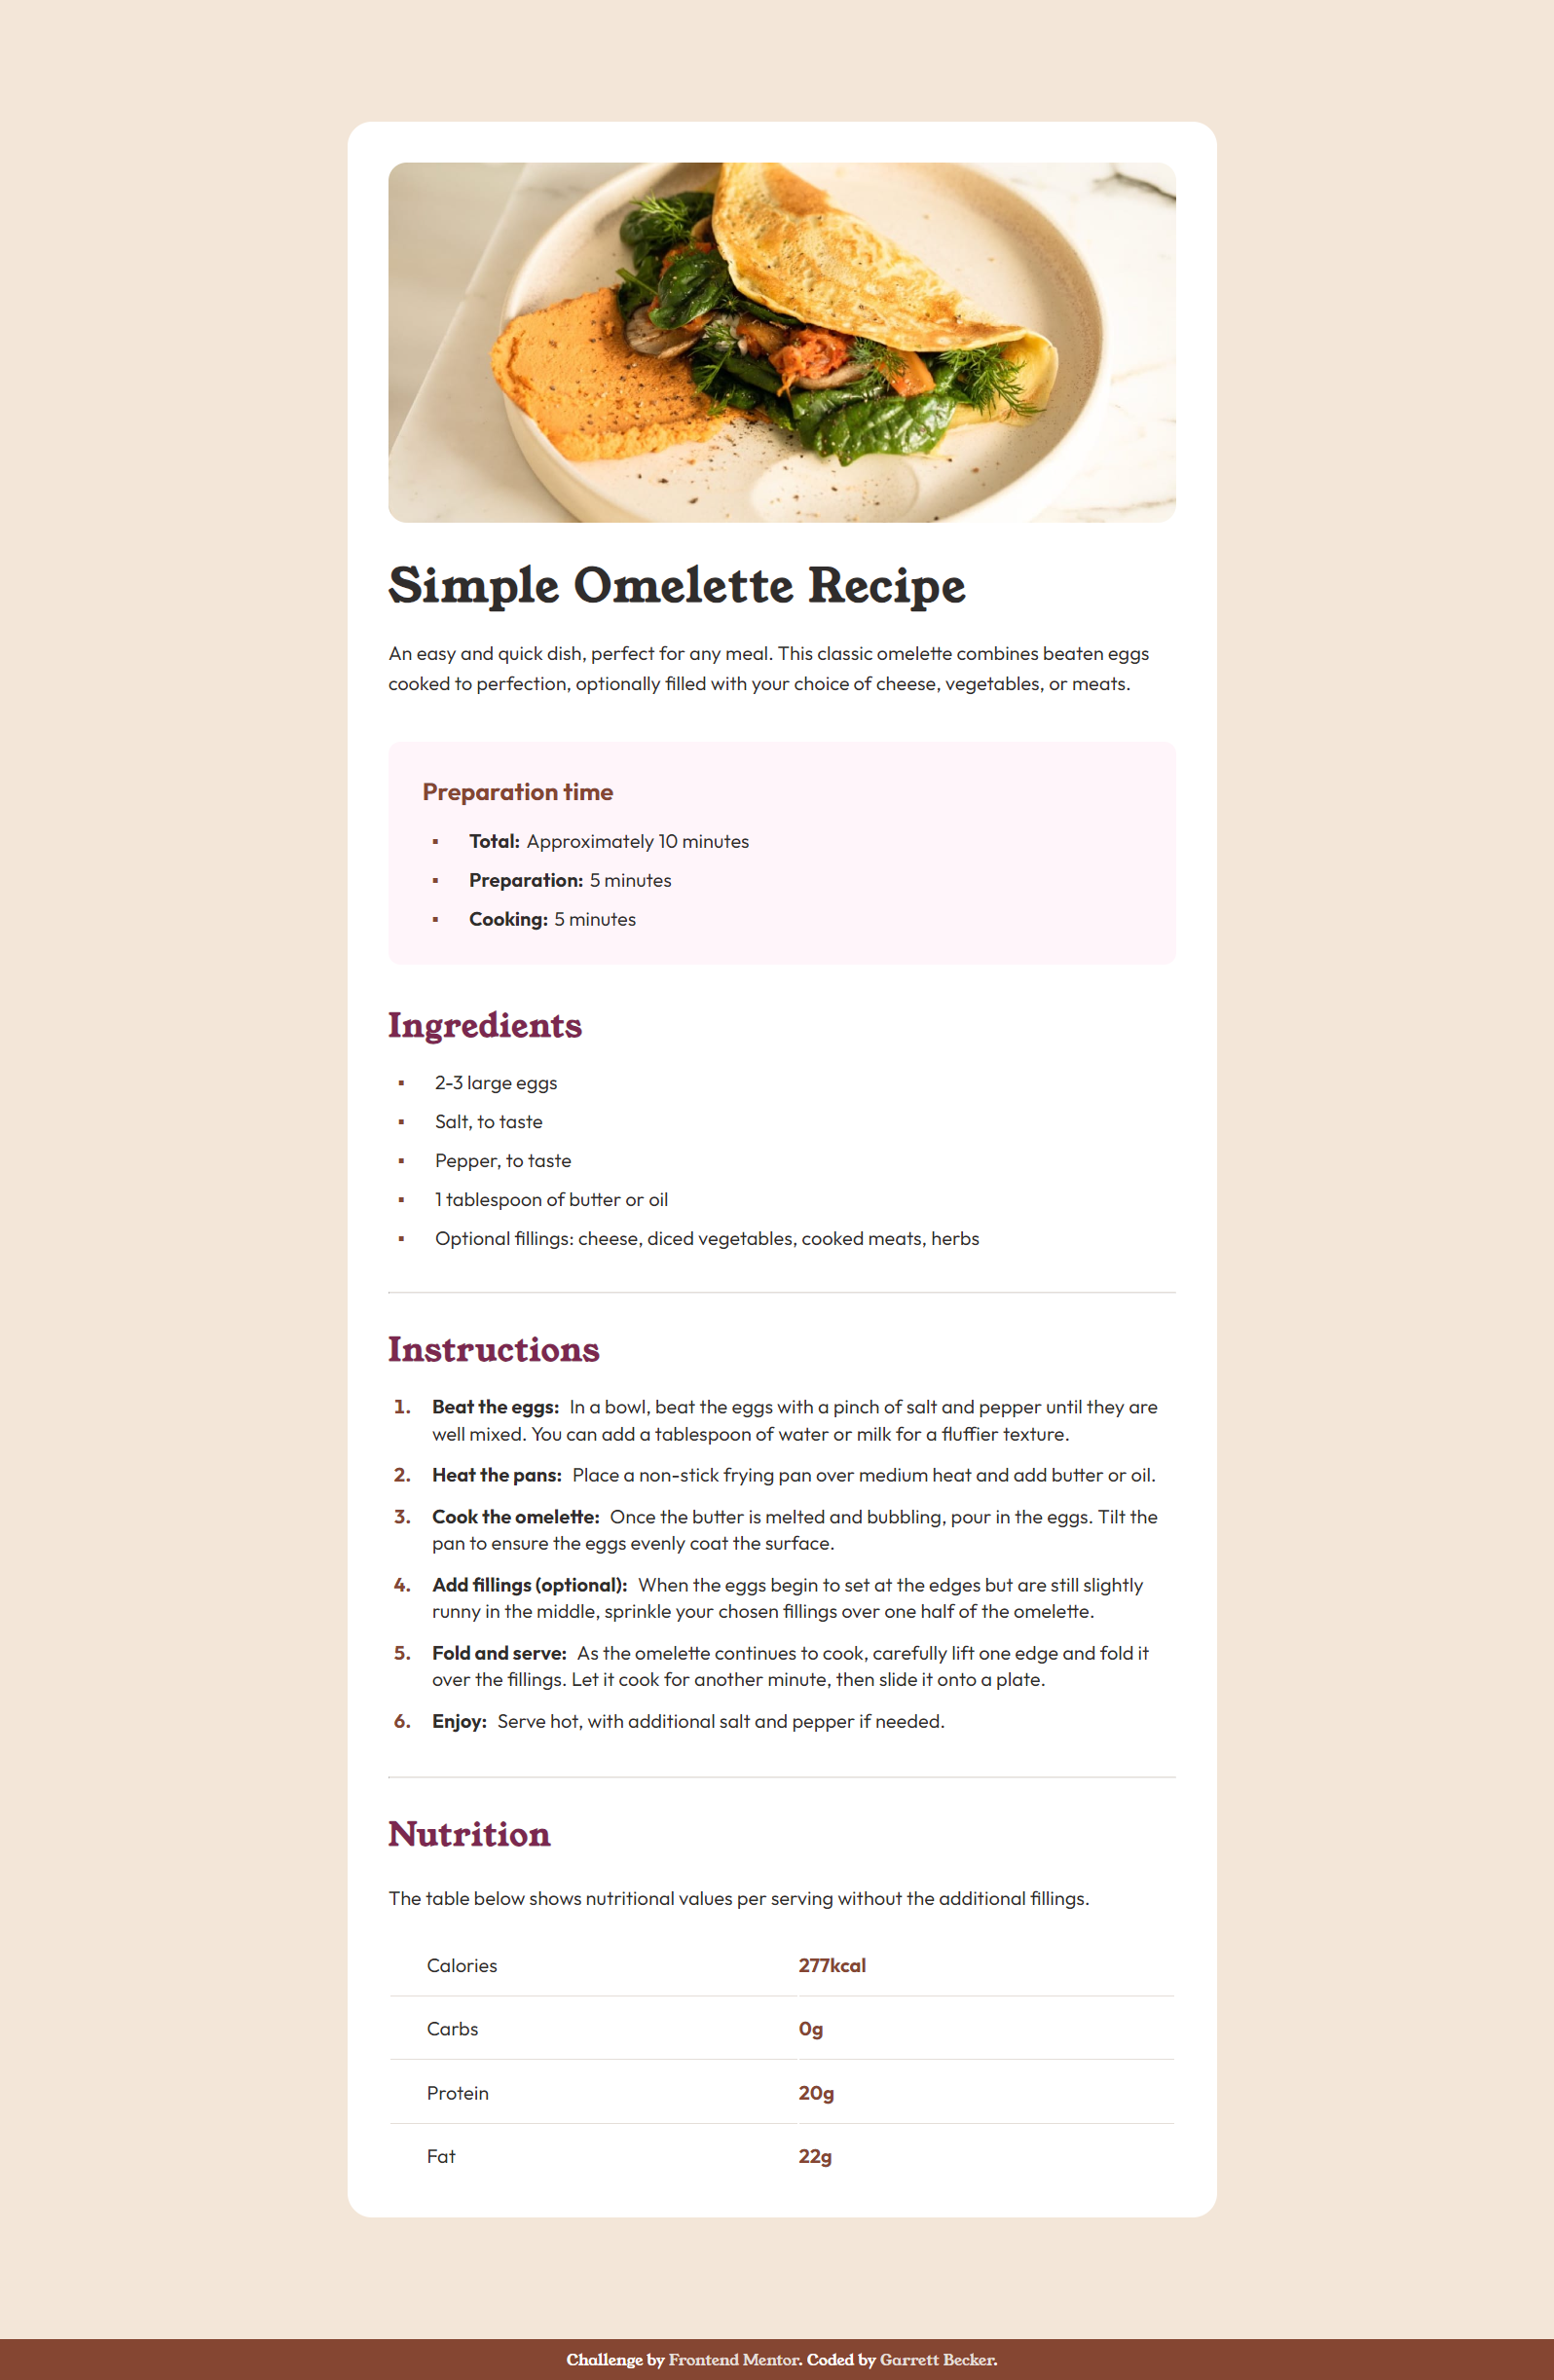 Simple Omelette Recipe
An easy and quick dish, perfect for any meal. This classic omelette combines beaten eggs
cooked to perfection, optionally filled with your choice of cheese, vegetables, or meats.
Preparation time
▪ Total: Approximately 10 minutes
▪ Preparation: 5 minutes
▪ Cooking: 5 minutes
Ingredients
▪ 2-3 large eggs
▪ Salt, to taste
▪ Pepper, to taste
▪ 1 tablespoon of butter or oil
▪ Optional fillings: cheese, diced vegetables, cooked meats, herbs
Instructions
1. Beat the eggs: In a bowl, beat the eggs with a pinch of salt and pepper until they are
well mixed. You can add a tablespoon of water or milk for a fluffier texture.
2. Heat the pans: Place a non-stick frying pan over medium heat and add butter or oil.
3. Cook the omelette: Once the butter is melted and bubbling, pour in the eggs. Tilt the
pan to ensure the eggs evenly coat the surface.
4. Add fillings (optional): When the eggs begin to set at the edges but are still slightly
runny in the middle, sprinkle your chosen fillings over one half of the omelette.
5. Fold and serve: As the omelette continues to cook, carefully lift one edge and fold it
over the fillings. Let it cook for another minute, then slide it onto a plate.
6. Enjoy: Serve hot, with additional salt and pepper if needed.
Nutrition
The table below shows nutritional values per serving without the additional fillings.
Calories 277kcal
Carbs 0g
Protein 20g
Fat 22g
Challenge by Frontend Mentor. Coded by Garrett Becker.